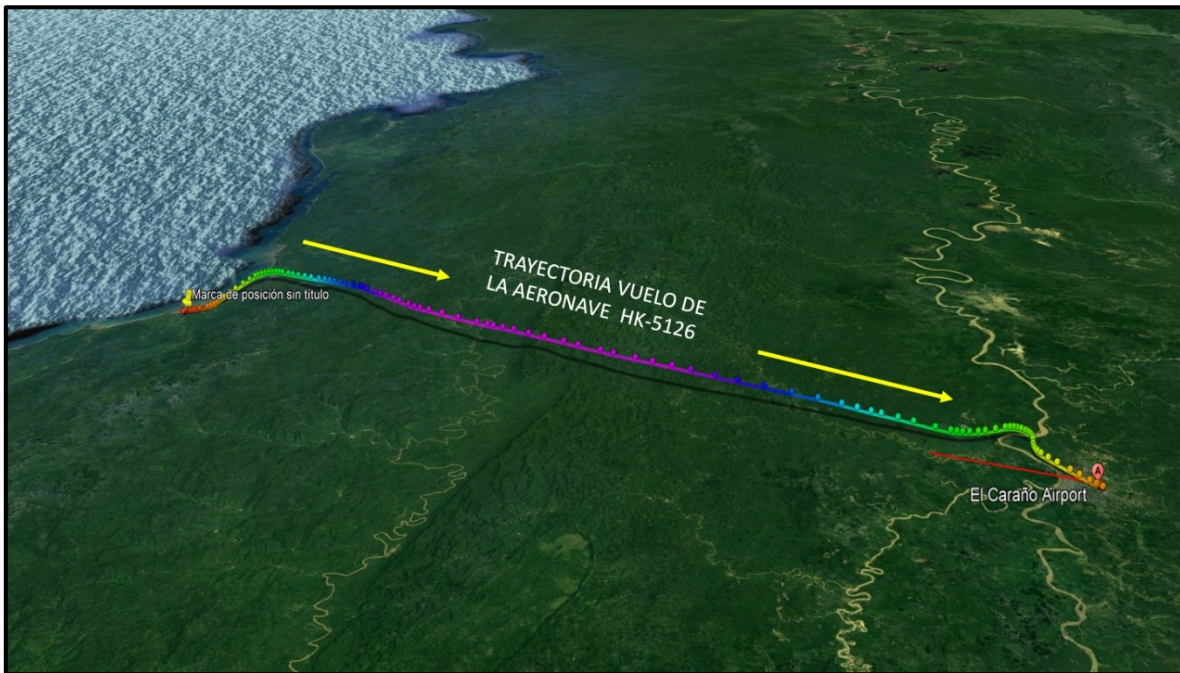 TRAYECTORIA VUELO DE
LA AERONAVE HK-5126
Marca de posición sin título
A
El Caraño Airport